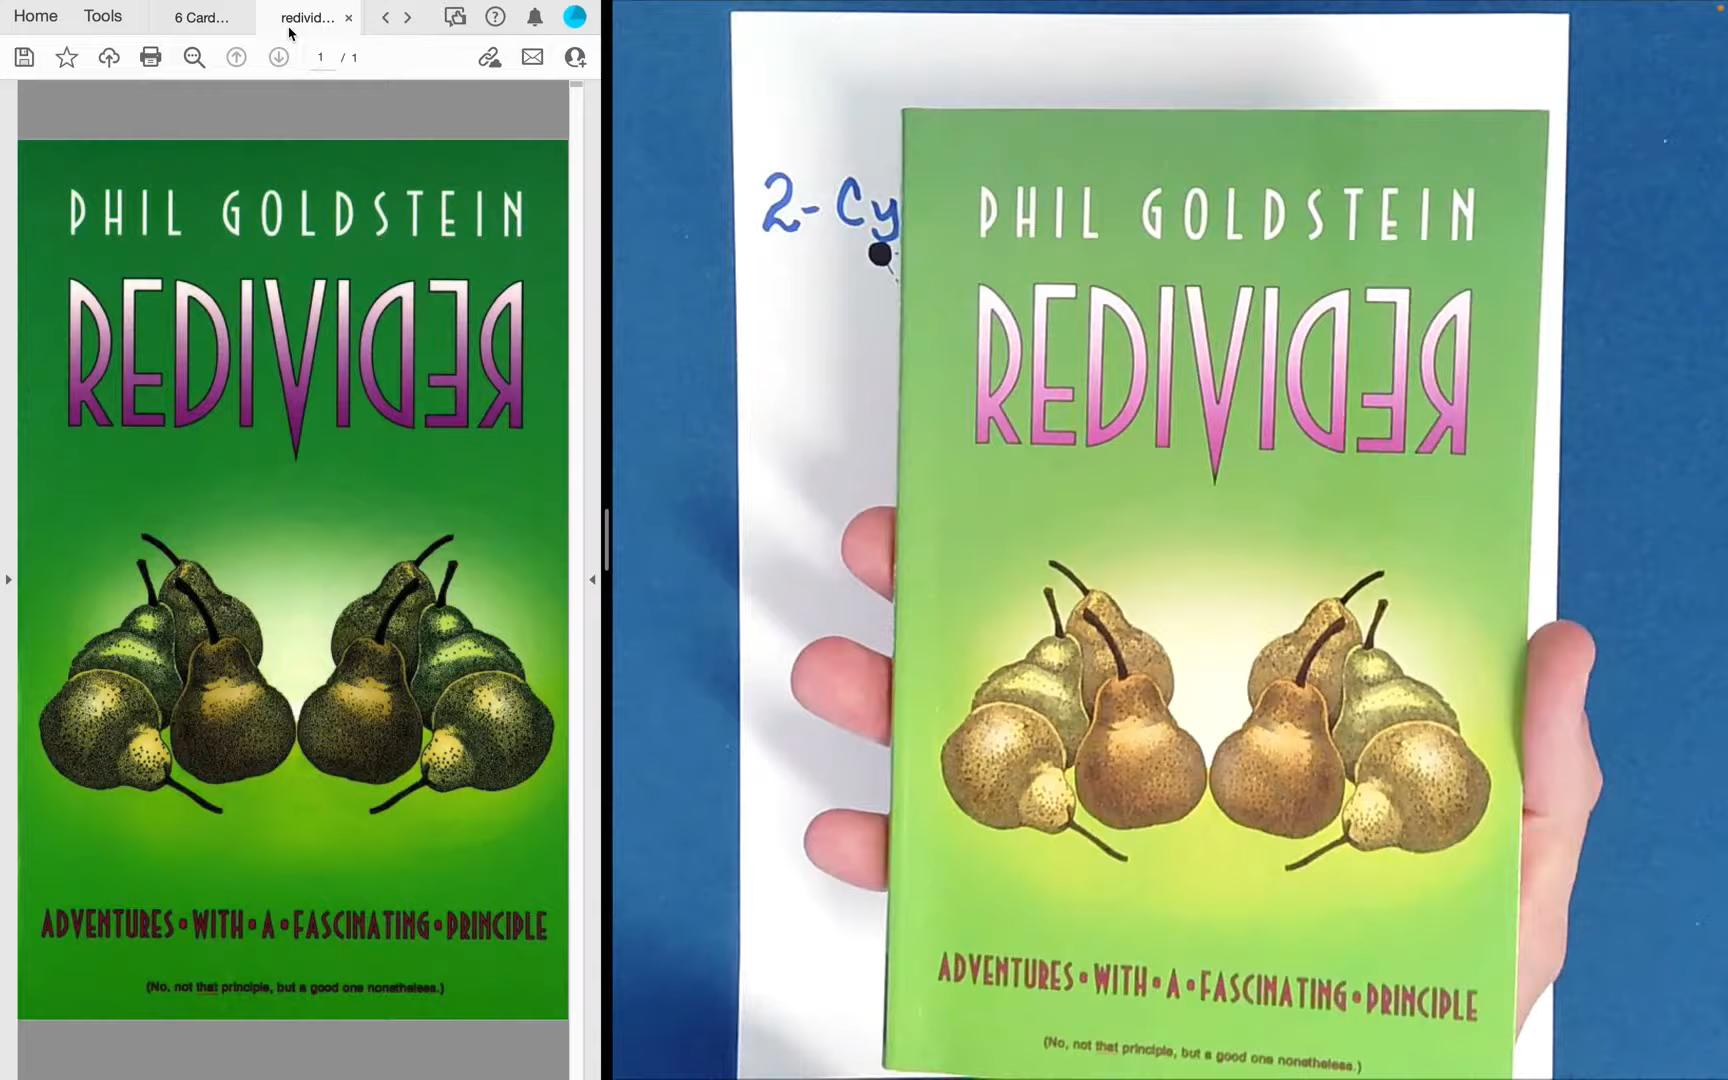 Home Tools 6 Card... redivid... ×
1 / 1
PHIL GOLDSTEIN
REDIVIDER
ADVENTURES • WITH • A • FASCINATING • PRINCIPLE
(No, not that principle, but a good one nonetheless.)
2- Cy
PHIL GOLDSTEIN
REDIVIDER
ADVENTURES • WITH • A • FASCINATING • PRINCIPLE
(No, not that principle, but a good one nonetheless.)